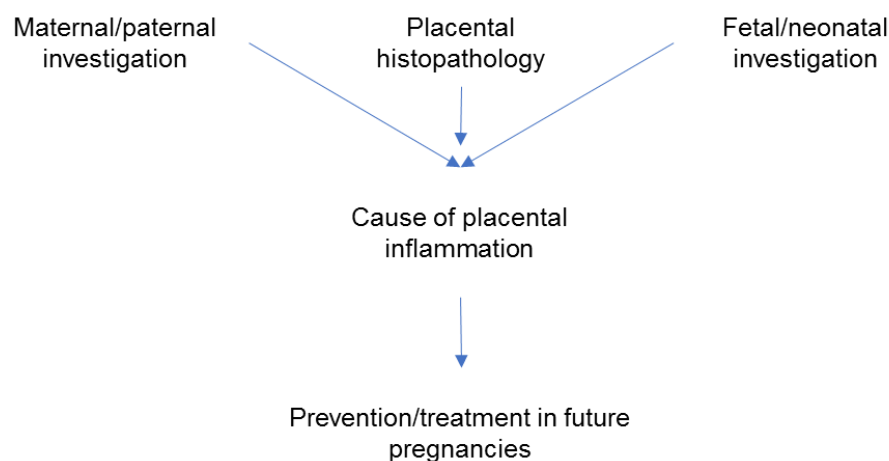 Maternal/paternal
investigation
Placental
histopathology
Fetal/neonatal
investigation
Cause of placental
inflammation
Prevention/treatment in future
pregnancies